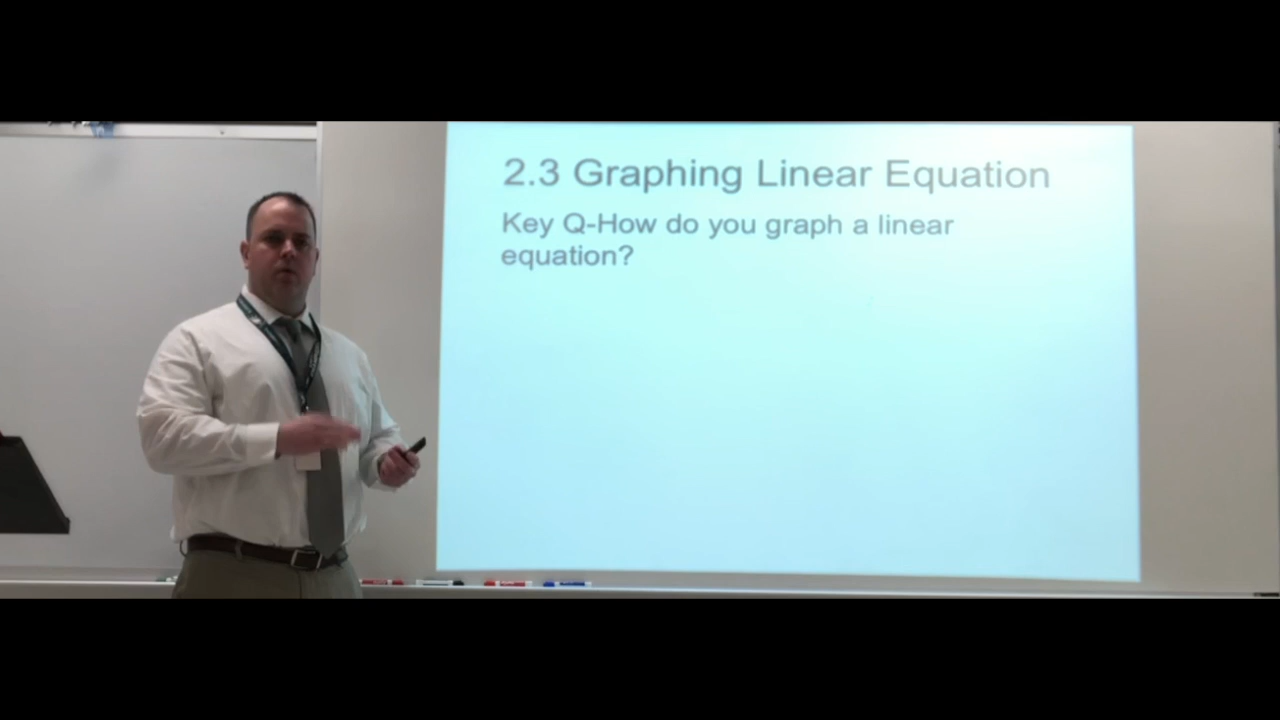 2.3 Graphing Linear Equation
Key Q-How do you graph a linear
equation?